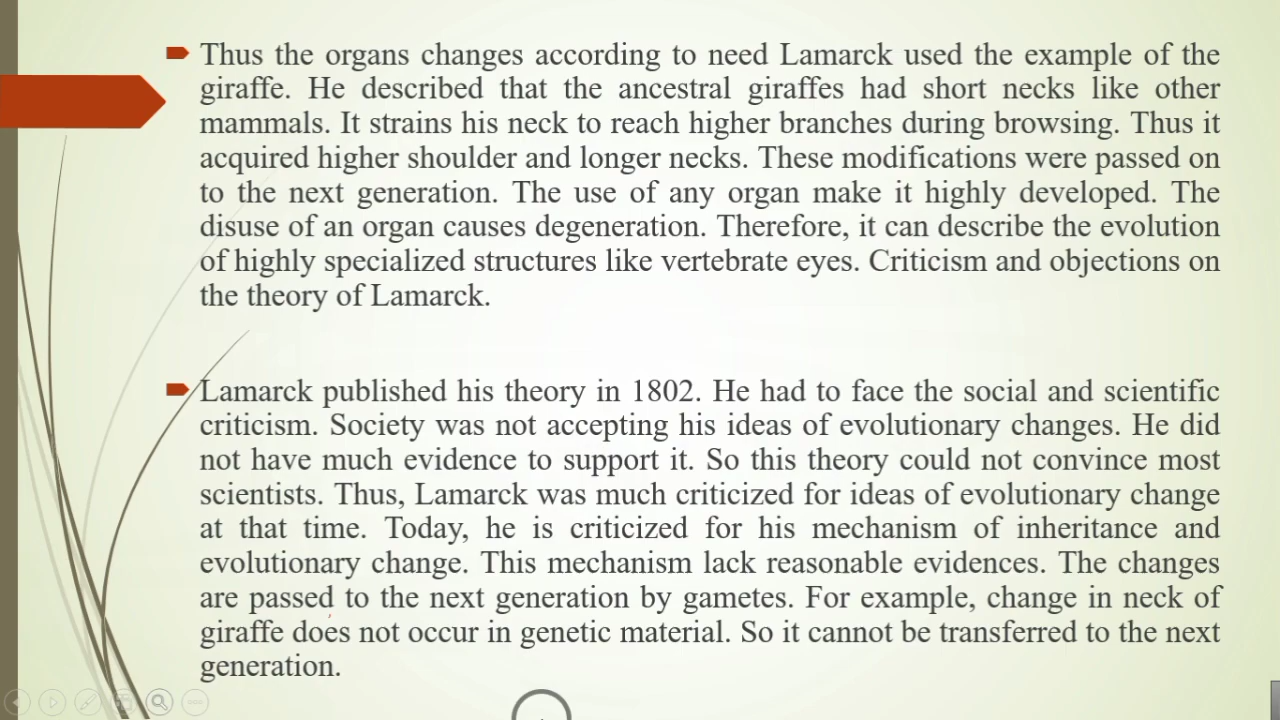 Thus the organs changes according to need Lamarck used the example of the
giraffe. He described that the ancestral giraffes had short necks like other
mammals. It strains his neck to reach higher branches during browsing. Thus it
acquired higher shoulder and longer necks. These modifications were passed on
to the next generation. The use of any organ make it highly developed. The
disuse of an organ causes degeneration. Therefore, it can describe the evolution
of highly specialized structures like vertebrate eyes. Criticism and objections on
the theory of Lamarck.
Lamarck published his theory in 1802. He had to face the social and scientific
criticism. Society was not accepting his ideas of evolutionary changes. He did
not have much evidence to support it. So this theory could not convince most
scientists. Thus, Lamarck was much criticized for ideas of evolutionary change
at that time. Today, he is criticized for his mechanism of inheritance and
evolutionary change. This mechanism lack reasonable evidences. The changes
are passed to the next generation by gametes. For example, change in neck of
giraffe does not occur in genetic material. So it cannot be transferred to the next
generation.